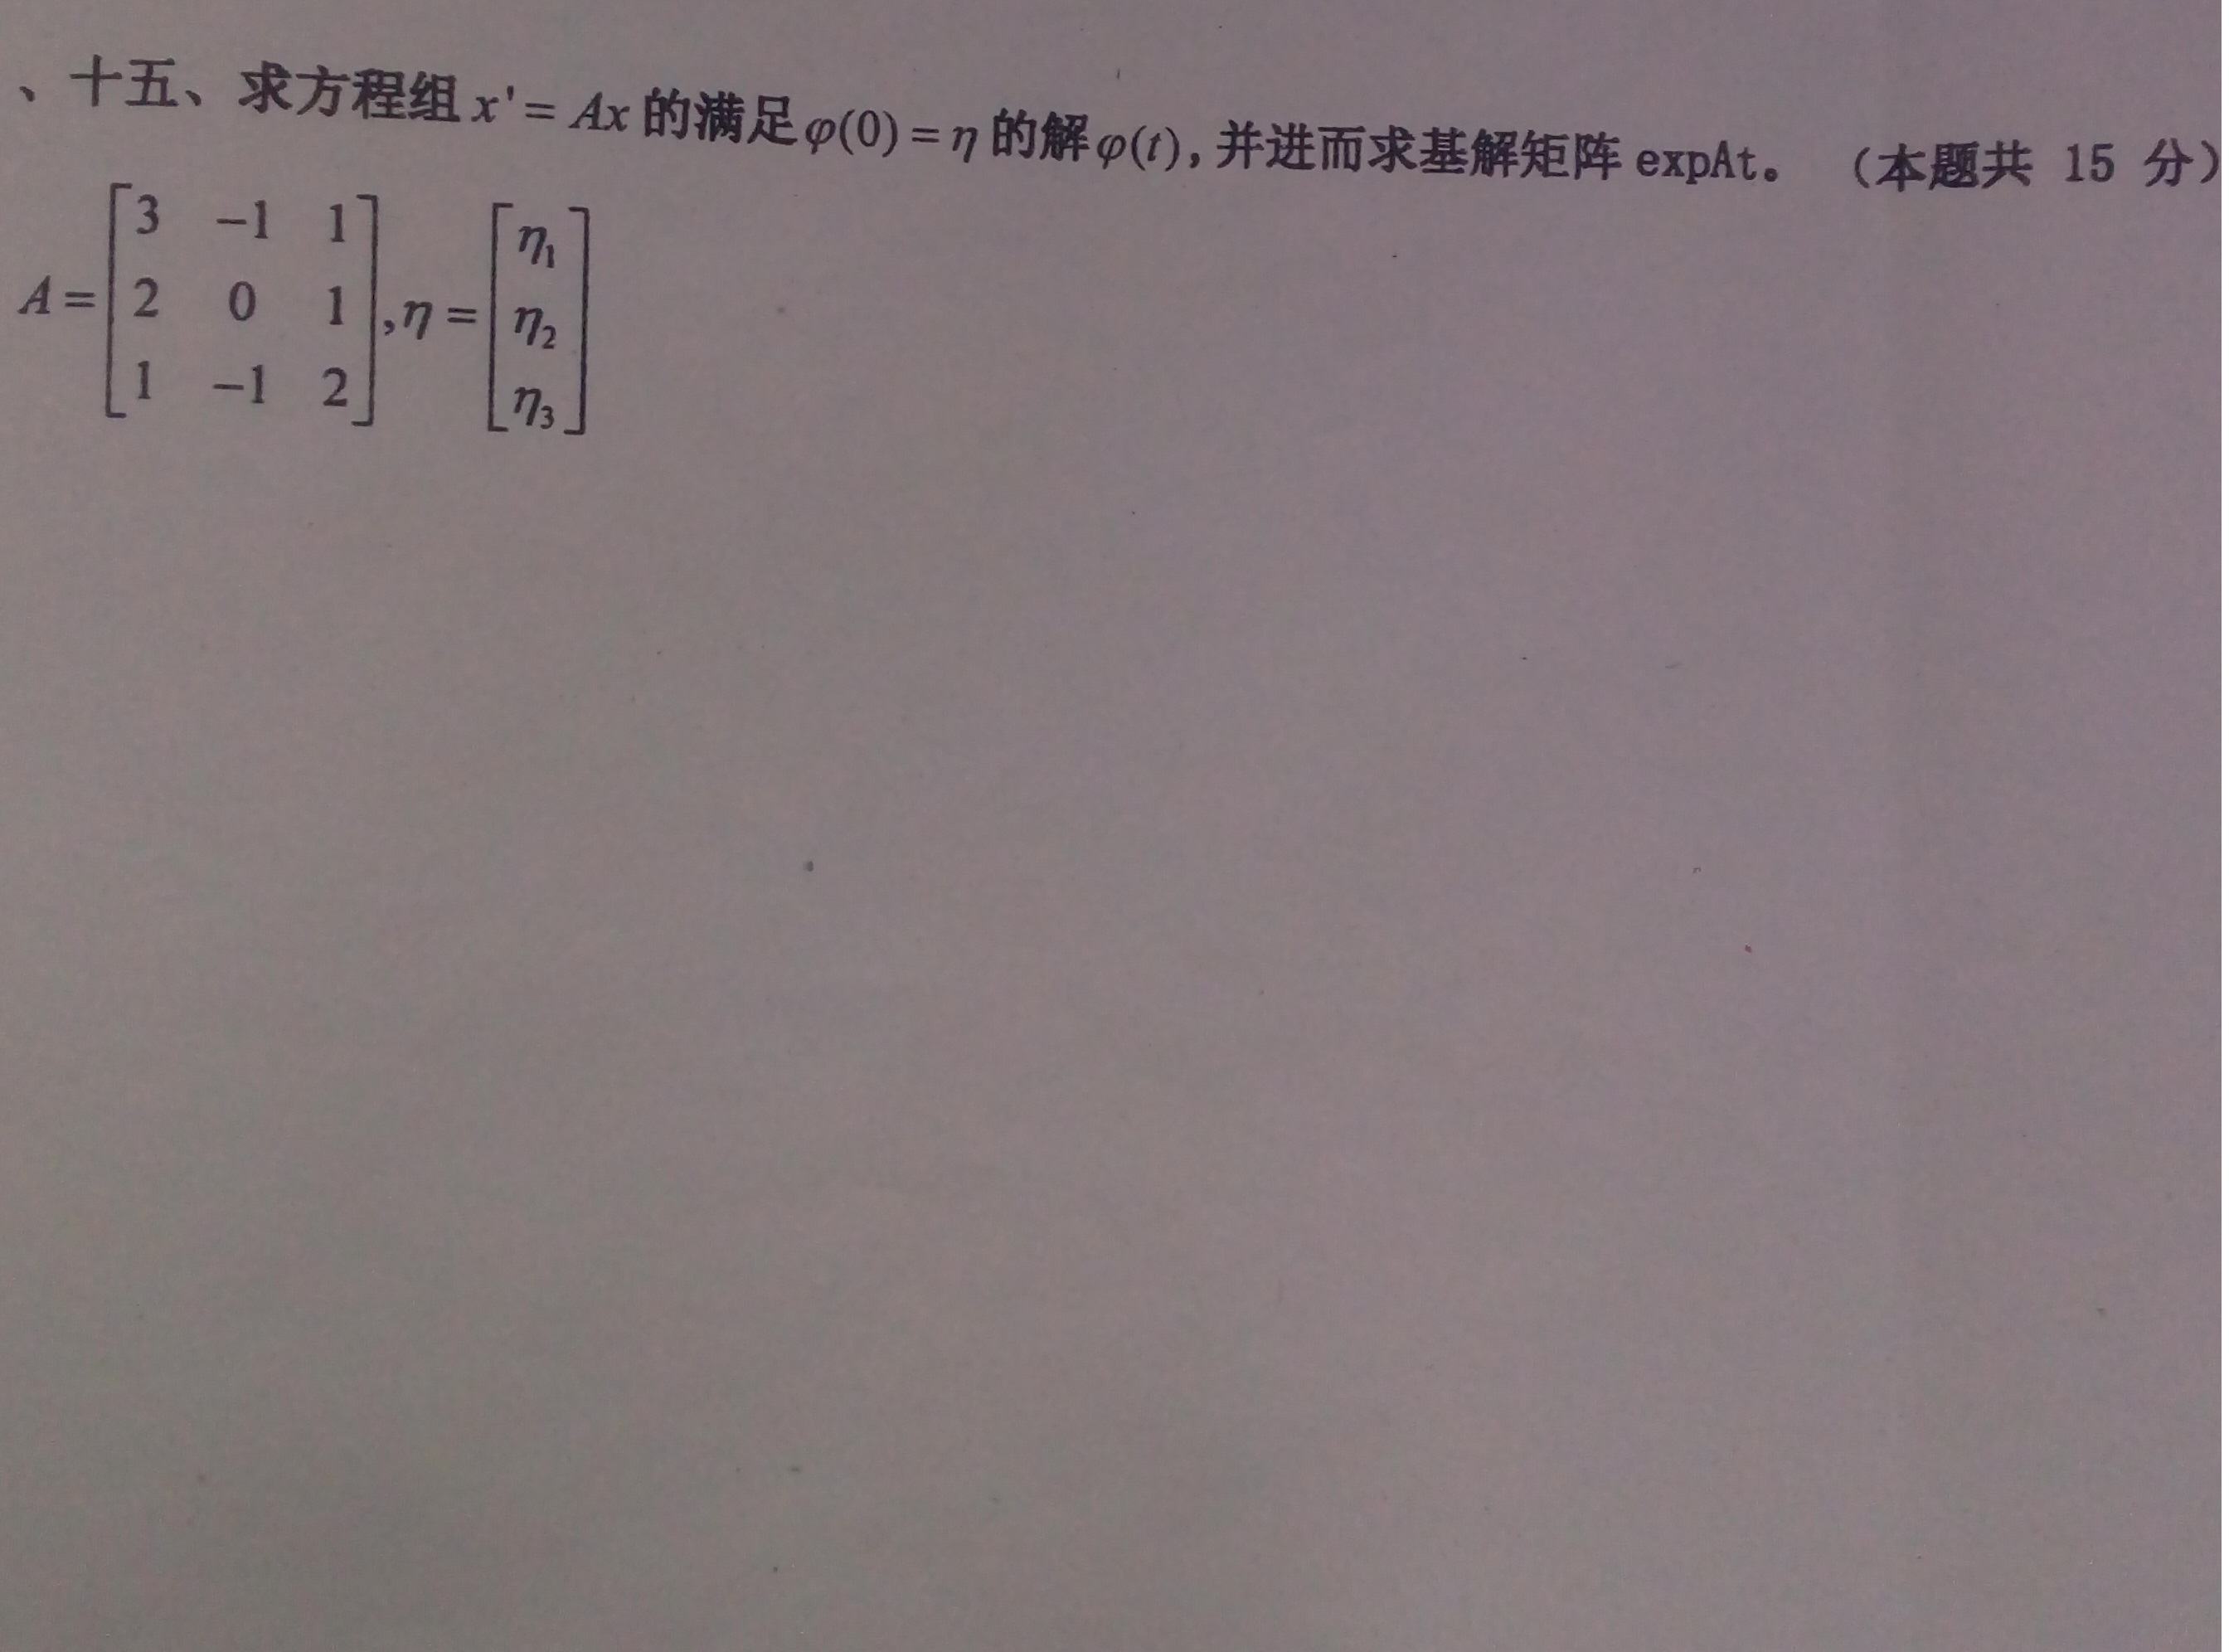 、十五、求方程组 x' = Ax 的满足 φ(0) = η 的解 φ(t), 并进而求基解矩阵 expAt。 （本题共 15 分）
A = [3 -1 1
2 0 1
1 -1 2], η = [η₁
η₂
η₃]